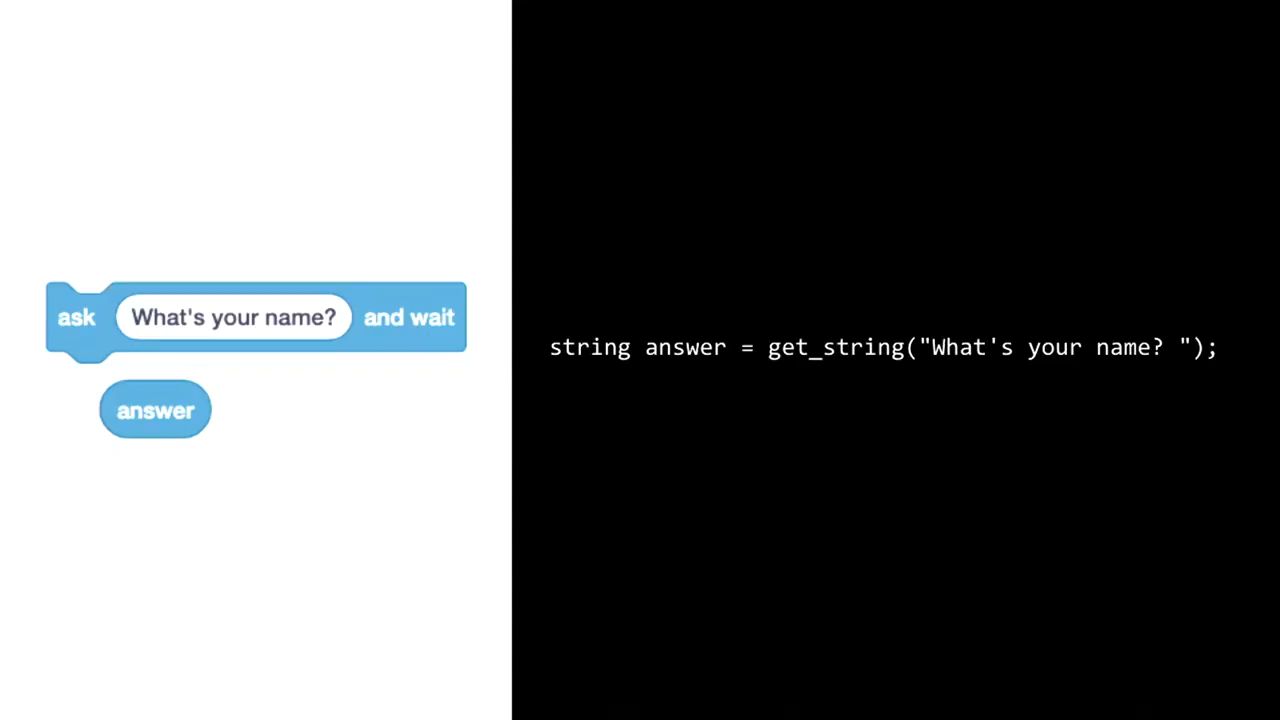 ask What's your name? and wait
answer
string answer = get_string("What's your name? ");